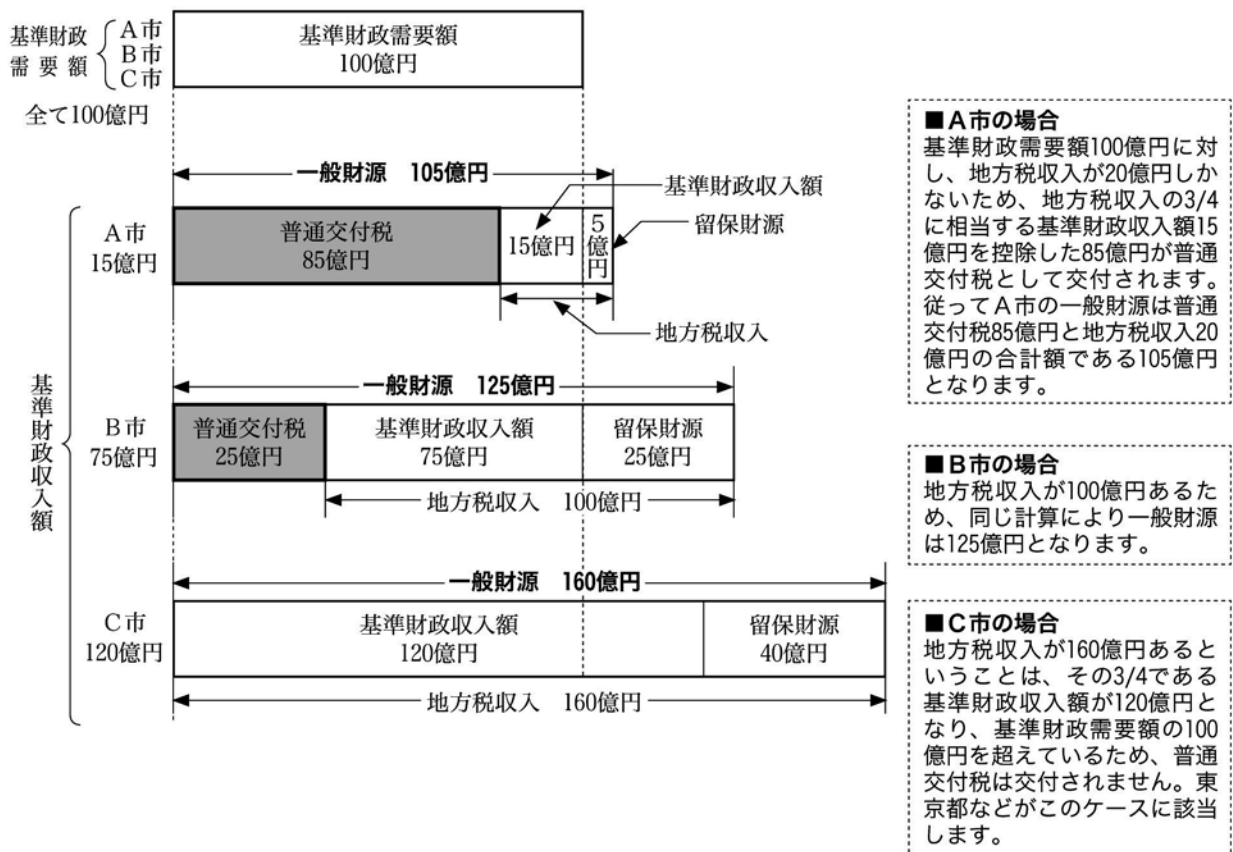 基準財政
需要額
A市
B市
C市
基準財政需要額
100億円
全て100億円
一般財源 105億円
基準財政収入額
留保財源
A市
15億円
普通交付税
85億円
15億円
5億円
地方税収入
基準財政収入額
一般財源 125億円
B市
75億円
普通交付税
25億円
基準財政収入額
75億円
留保財源
25億円
地方税収入 100億円
一般財源 160億円
C市
120億円
基準財政収入額
120億円
留保財源
40億円
地方税収入 160億円
■A市の場合
基準財政需要額100億円に対
し、地方税収入が20億円しか
ないため、地方税収入の3/4
に相当する基準財政収入額15
億円を控除した85億円が普通
交付税として交付されます。
従ってA市の一般財源は普通
交付税85億円と地方税収入20
億円の合計額である105億円
となります。
■B市の場合
地方税収入が100億円あるた
め、同じ計算により一般財源
は125億円となります。
■C市の場合
地方税収入が160億円あると
いうことは、その3/4である
基準財政収入額が120億円と
なり、基準財政需要額の100
億円を超えているため、普通
交付税は交付されません。東
京都などがこのケースに該当
します。